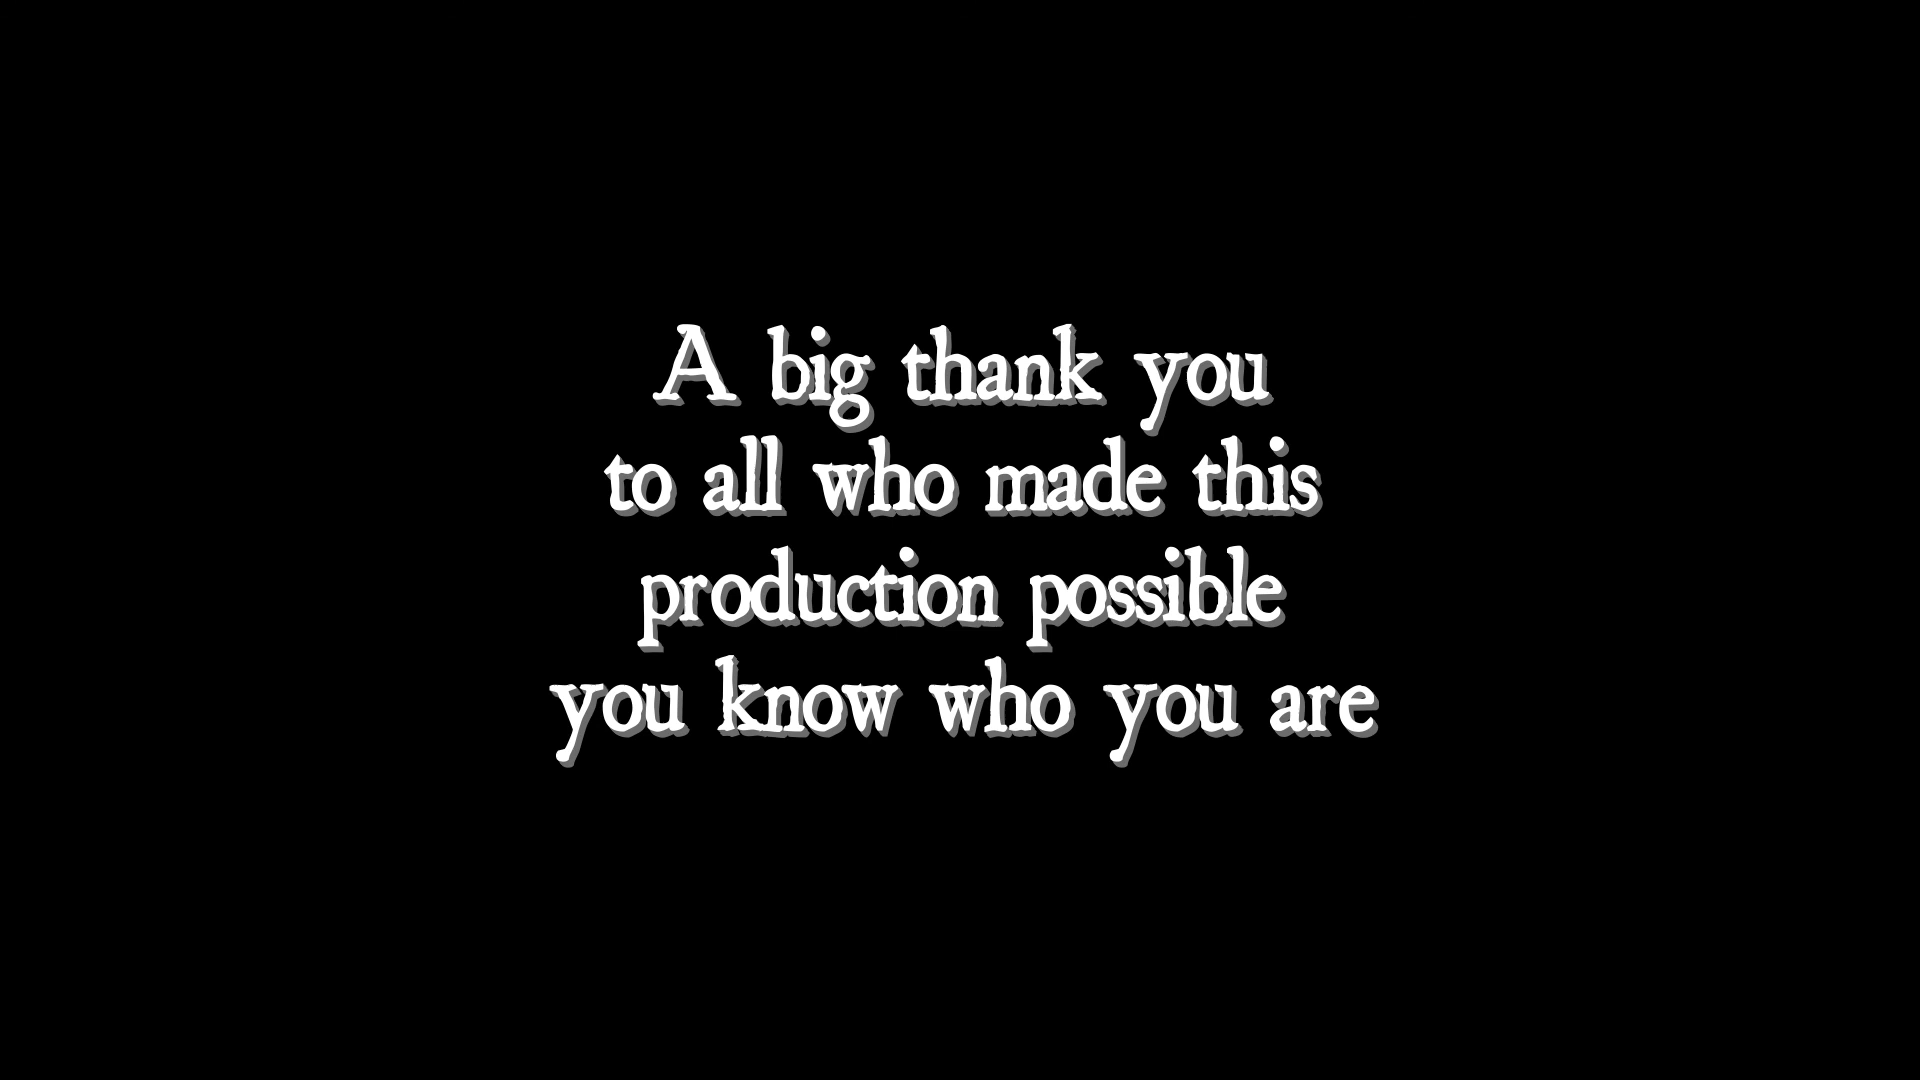 A big thank you
to all who made this
production possible
you know who you are